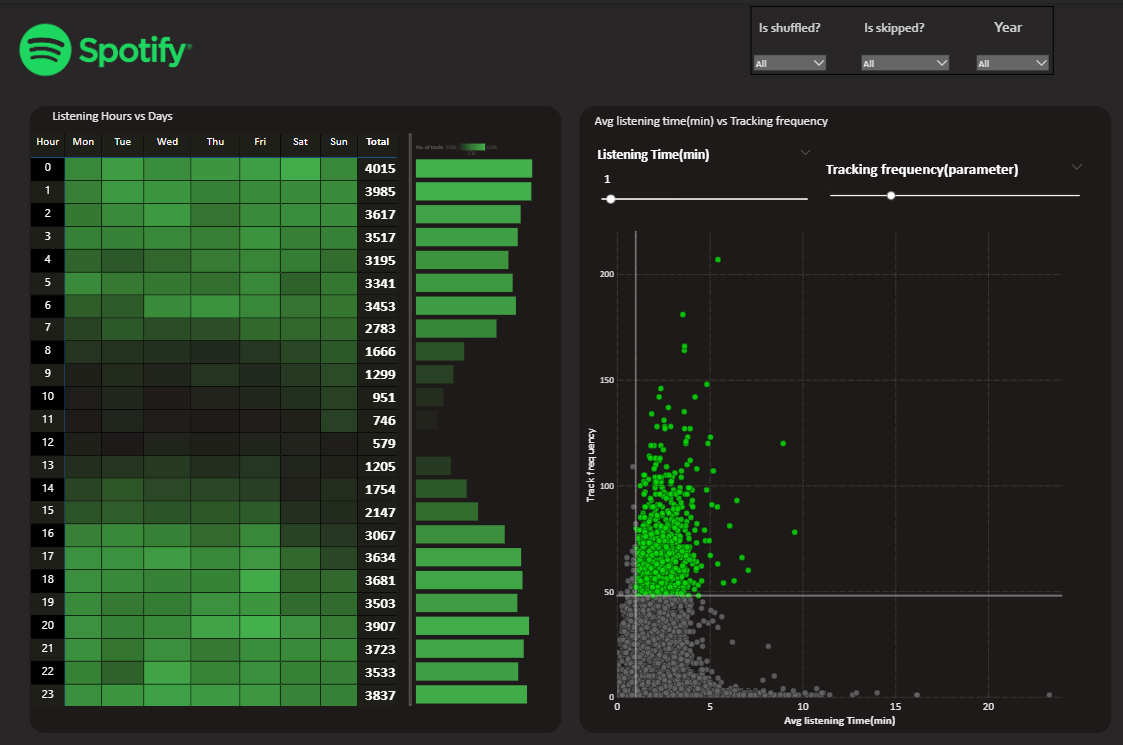 Spotify®
Is shuffled? Is skipped? Year
All All All
Listening Hours vs Days
Hour Mon Tue Wed Thu Fri Sat Sun Total
0 4015
1 3985
2 3617
3 3517
4 3195
5 3341
6 3453
7 2783
8 1666
9 1299
10 951
11 746
12 579
13 1205
14 1754
15 2147
16 3067
17 3634
18 3681
19 3503
20 3907
21 3723
22 3533
23 3837
No. of
Avg listening time(min) vs Tracking frequency
Listening Time(min)
1
Tracking frequency(parameter)
Track frequency
200
150
100
50
0
0 5 10 15 20
Avg listening Time(min)